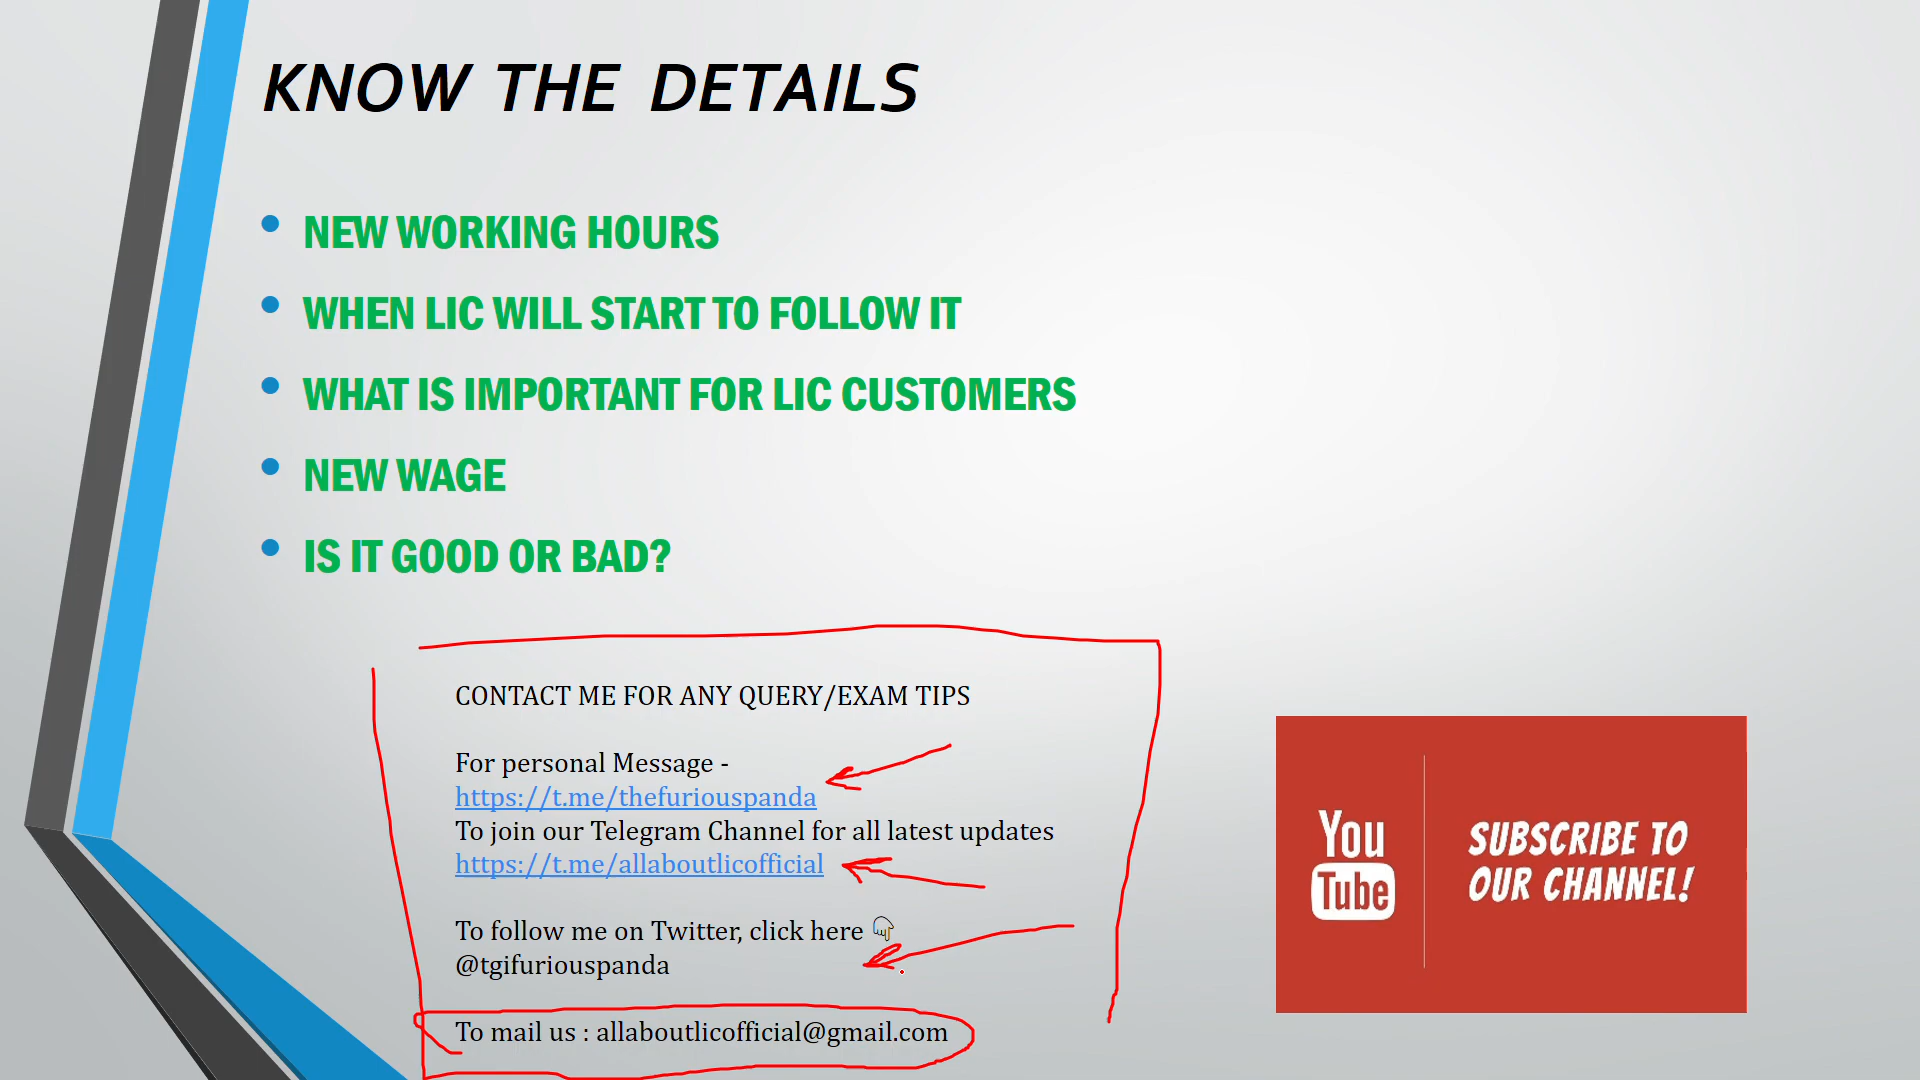 KNOW THE DETAILS
NEW WORKING HOURS
WHEN LIC WILL START TO FOLLOW IT
WHAT IS IMPORTANT FOR LIC CUSTOMERS
NEW WAGE
IS IT GOOD OR BAD?
CONTACT ME FOR ANY QUERY/EXAM TIPS
For personal Message -
https://t.me/thefuriouspanda
To join our Telegram Channel for all latest updates
https://t.me/allaboutlicofficial
To follow me on Twitter, click here 👇
@tgifuriouspanda
To mail us : allaboutlicofficial@gmail.com
You
Tube
SUBSCRIBE TO
OUR CHANNEL!